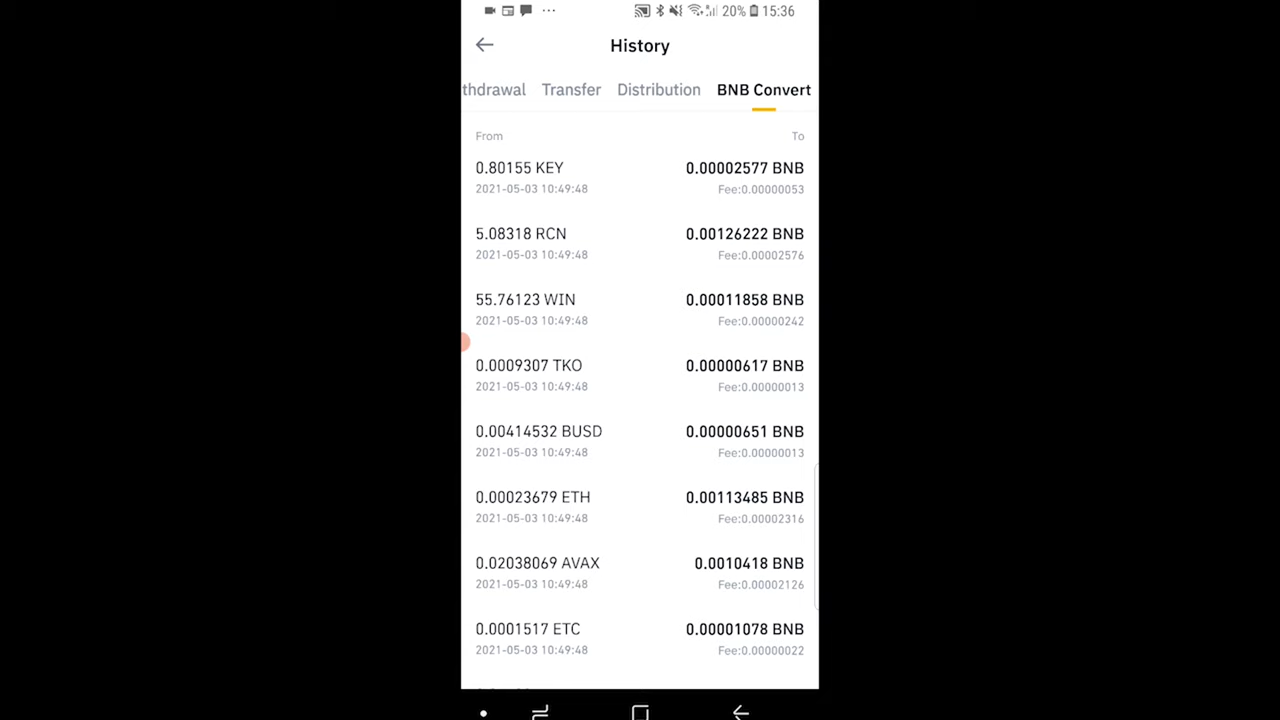 20% 15:36
History
thdrawal Transfer Distribution BNB Convert
From To
0.80155 KEY 0.00002577 BNB
2021-05-03 10:49:48 Fee:0.00000053
5.08318 RCN 0.00126222 BNB
2021-05-03 10:49:48 Fee:0.00002576
55.76123 WIN 0.00011858 BNB
2021-05-03 10:49:48 Fee:0.00000242
0.0009307 TKO 0.00000617 BNB
2021-05-03 10:49:48 Fee:0.00000013
0.00414532 BUSD 0.00000651 BNB
2021-05-03 10:49:48 Fee:0.00000013
0.00023679 ETH 0.00113485 BNB
2021-05-03 10:49:48 Fee:0.00002316
0.02038069 AVAX 0.0010418 BNB
2021-05-03 10:49:48 Fee:0.00002126
0.0001517 ETC 0.00001078 BNB
2021-05-03 10:49:48 Fee:0.00000022